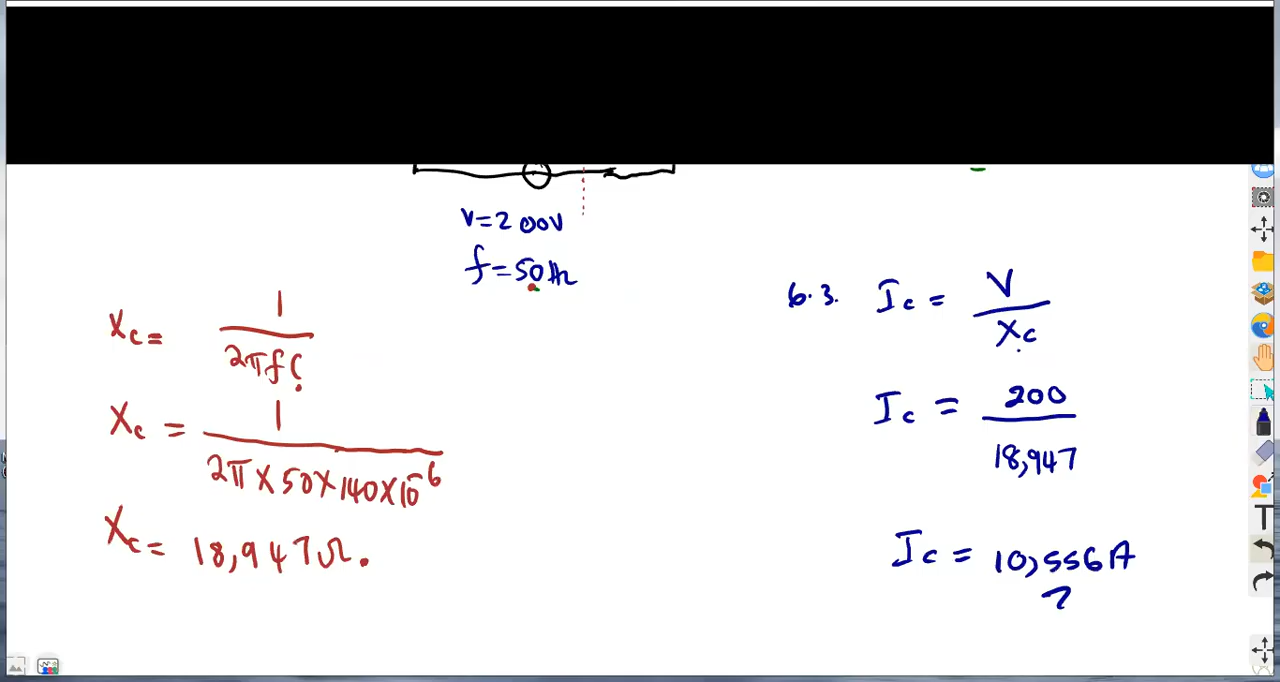 V=200V
f=50Hz
Xc= 1/2πfC
Xc = 1/2π×50×140×10⁻⁶
Xc= 18,947Ω.
6.3. Ic = V/Xc
Ic = 200/18,947
Ic = 10,556A